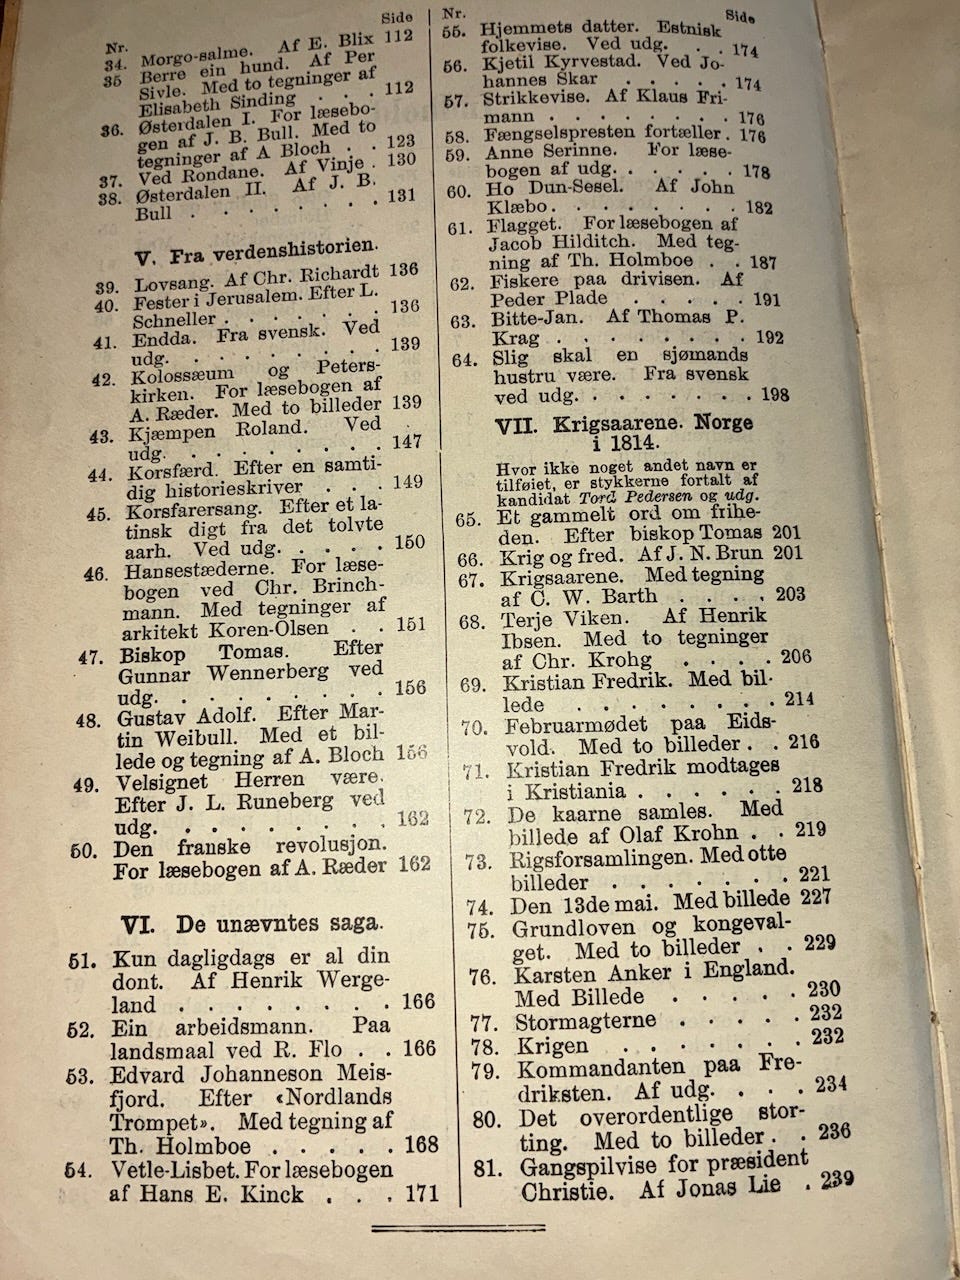 Nr. Side
34. Morgo-salme. Af E. Blix 112
35 Berre ein hund. Af Per
Sivle. Med to tegninger af
Elisabeth Sinding . . . 112
36. Østerdalen I. For læsebo-
gen af J. B. Bull. Med to
tegninger af A Bloch . . 123
37. Ved Rondane. Af Vinje . 130
38. Østerdalen II. Af J. B.
Bull . . . . . . . . 131
V. Fra verdenshistorien.
39. Lovsang. Af Chr. Richardt 136
40. Fester i Jerusalem. Efter L.
Schneller . . . . . . . 136
41. Endda. Fra svensk. Ved
udg. . . . . . . . . 139
42. Kolossæum og Peters-
kirken. For læsebogen af
A. Ræder. Med to billeder 139
43. Kjæmpen Roland. Ved
udg. . . . . . . . . 147
44. Korsfærd. Efter en samti-
dig historieskriver . . . 149
45. Korsfarersang. Efter et la-
tinsk digt fra det tolvte
aarh. Ved udg. . . . . 150
46. Hansestæderne. For læse-
bogen ved Chr. Brinch-
mann. Med tegninger af
arkitekt Koren-Olsen . . 151
47. Biskop Tomas. Efter
Gunnar Wennerberg ved
udg. . . . . . . . . 156
48. Gustav Adolf. Efter Mar-
tin Weibull. Med et bil-
lede og tegning af A. Bloch 156
49. Velsignet Herren være.
Efter J. L. Runeberg ved
udg. . . . . . . . . 162
50. Den franske revolusjon.
For læsebogen af A. Ræder 162
VI. De unævntes saga.
51. Kun dagligdags er al din
dont. Af Henrik Werge-
land . . . . . . . . 166
52. Ein arbeidsmann. Paa
landsmaal ved R. Flo . . 166
53. Edvard Johanneson Meis-
fjord. Efter «Nordlands
Trompet». Med tegning af
Th. Holmboe . . . . . 168
54. Vetle-Lisbet. For læsebogen
af Hans E. Kinck . . . 171
Nr. Side
55. Hjemmets datter. Estnisk
folkevise. Ved udg. . . 174
56. Kjetil Kyrvestad. Ved Jo-
hannes Skar . . . . . 174
57. Strikkevise. Af Klaus Fri-
mann . . . . . . . . 176
58. Fængselspresten fortæller. 176
59. Anne Serinne. For læse-
bogen af udg. . . . . . 178
60. Ho Dun-Sesel. Af John
Klæbo. . . . . . . . 182
61. Flagget. For læsebogen af
Jacob Hilditch. Med teg-
ning af Th. Holmboe . . 187
62. Fiskere paa drivisen. Af
Peder Plade . . . . . 191
63. Bitte-Jan. Af Thomas P.
Krag . . . . . . . . 192
64. Slig skal en sjømands
hustru være. Fra svensk
ved udg. . . . . . . . 198
VII. Krigsaarene. Norge
i 1814.
Hvor ikke noget andet navn er
tilføiet, er stykkerne fortalt af
kandidat Tord Pedersen og udg.
65. Et gammelt ord om frihe-
den. Efter biskop Tomas 201
66. Krig og fred. Af J. N. Brun 201
67. Krigsaarene. Med tegning
af C. W. Barth . . . . 203
68. Terje Viken. Af Henrik
Ibsen. Med to tegninger
af Chr. Krohg . . . . 206
69. Kristian Fredrik. Med bil-
lede . . . . . . . . 214
70. Februarmødet paa Eids-
vold. Med to billeder . . 216
71. Kristian Fredrik modtages
i Kristiania . . . . . . 218
72. De kaarne samles. Med
billede af Olaf Krohn . . 219
73. Rigsforsamlingen. Med otte
billeder . . . . . . . 221
74. Den 13de mai. Med billede 227
75. Grundloven og kongeval-
get. Med to billeder . . 229
76. Karsten Anker i England.
Med Billede . . . . . 230
77. Stormagterne . . . . . 232
78. Krigen . . . . . . . 232
79. Kommandanten paa Fre-
driksten. Af udg. . . . 234
80. Det overordentlige stor-
ting. Med to billeder . . 236
81. Gangspilvise for præsident
Christie. Af Jonas Lie . 239